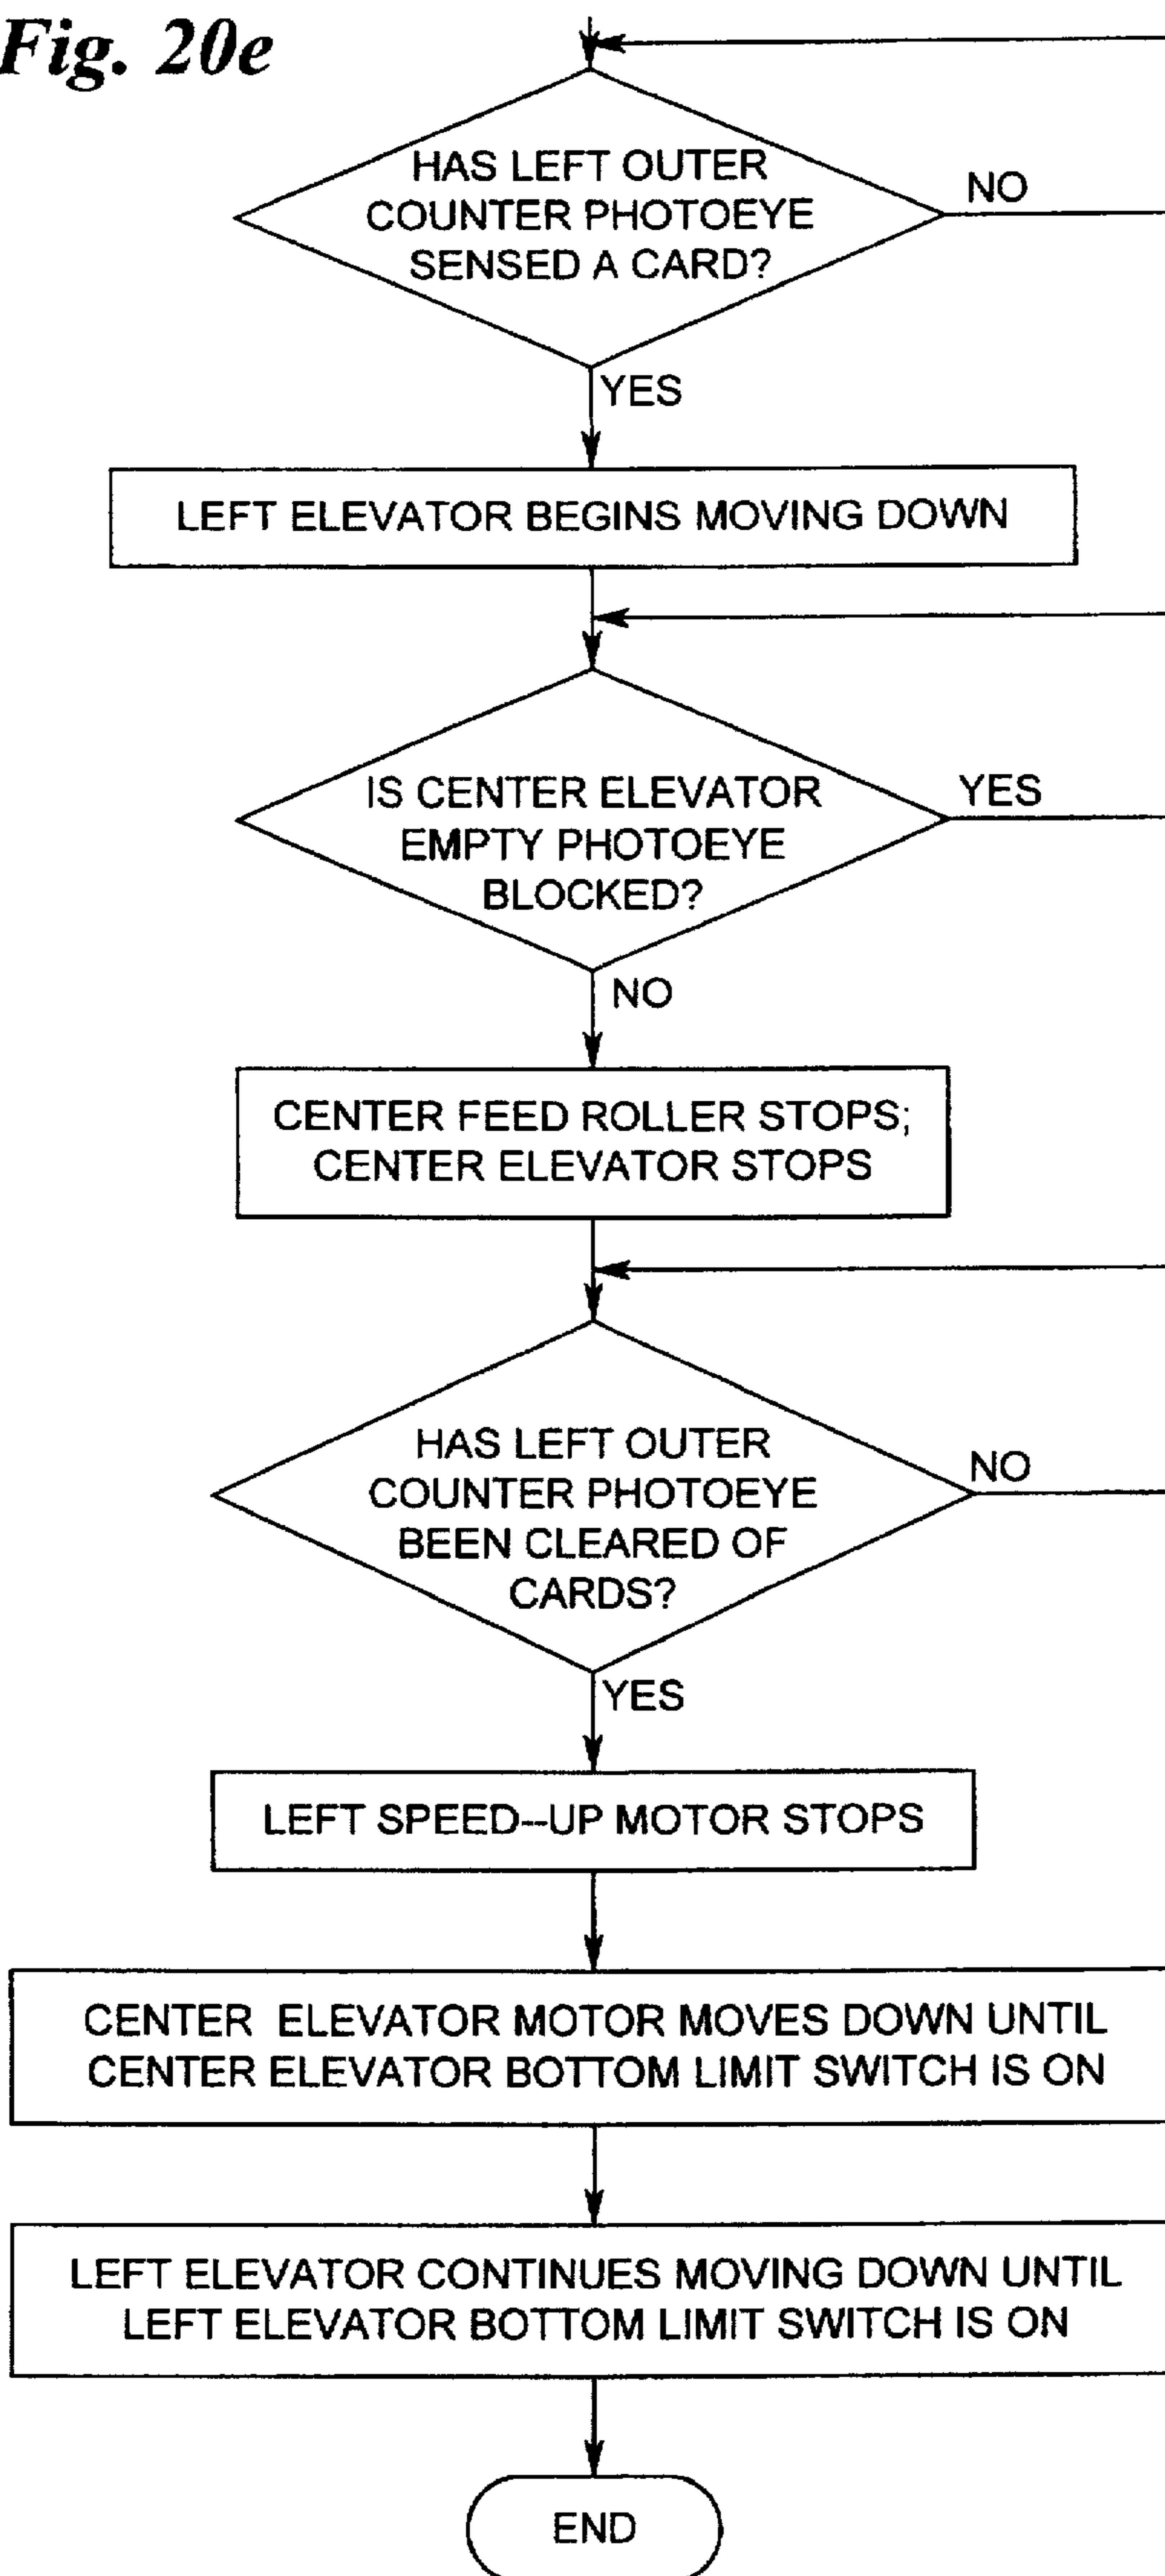 Fig. 20e
HAS LEFT OUTER
COUNTER PHOTOEYE
SENSED A CARD?
NO
YES
LEFT ELEVATOR BEGINS MOVING DOWN
IS CENTER ELEVATOR
EMPTY PHOTOEYE
BLOCKED?
YES
NO
CENTER FEED ROLLER STOPS;
CENTER ELEVATOR STOPS
HAS LEFT OUTER
COUNTER PHOTOEYE
BEEN CLEARED OF
CARDS?
NO
YES
LEFT SPEED--UP MOTOR STOPS
CENTER ELEVATOR MOTOR MOVES DOWN UNTIL
CENTER ELEVATOR BOTTOM LIMIT SWITCH IS ON
LEFT ELEVATOR CONTINUES MOVING DOWN UNTIL
LEFT ELEVATOR BOTTOM LIMIT SWITCH IS ON
END